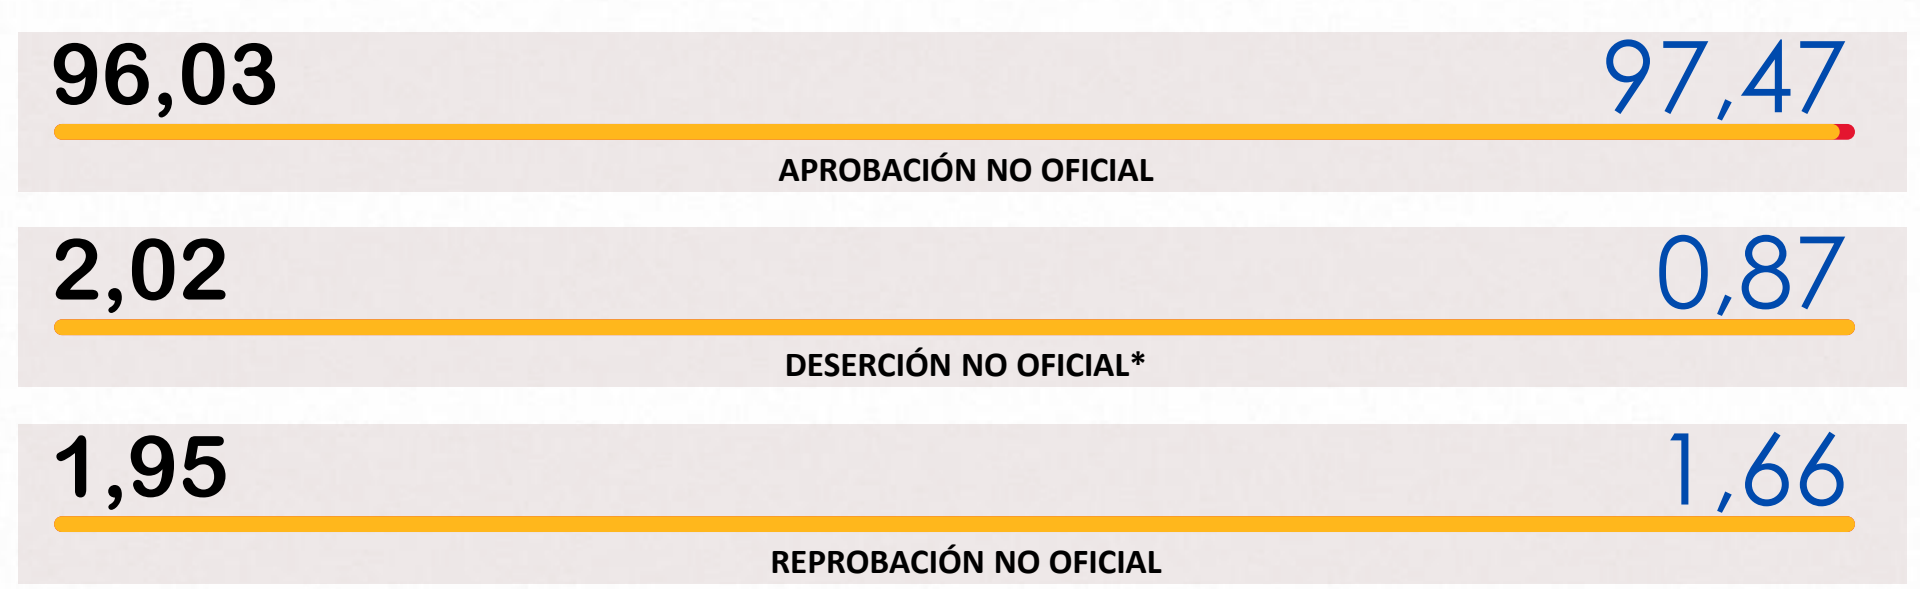 96,03 97,47
APROBACIÓN NO OFICIAL
2,02 0,87
DESERCIÓN NO OFICIAL*
1,95 1,66
REPROBACIÓN NO OFICIAL